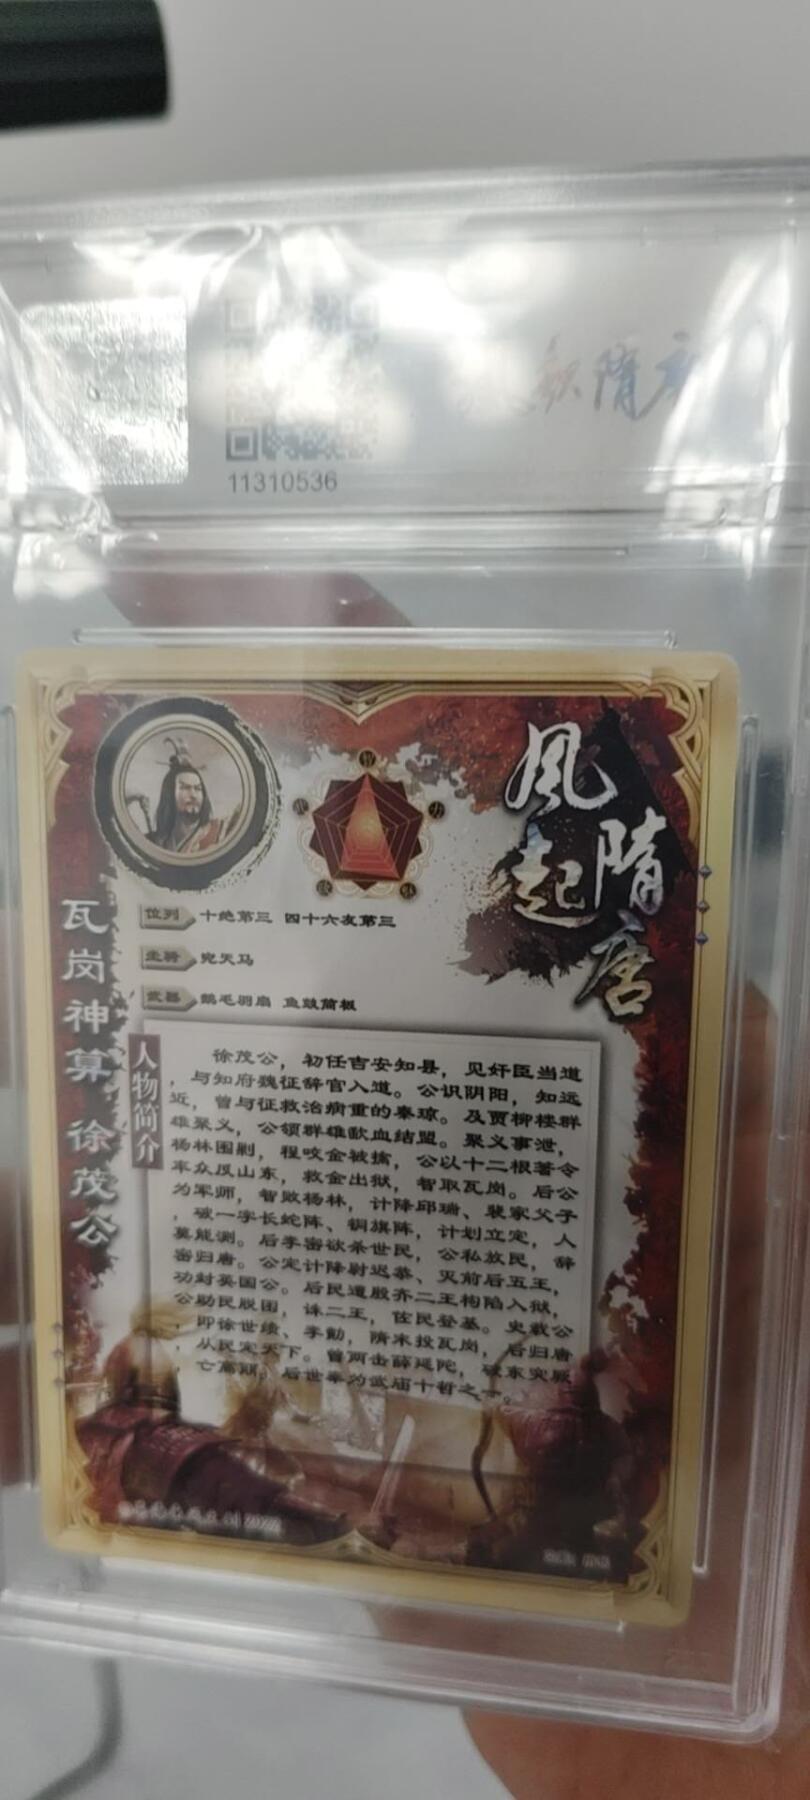 隋唐
11310536
風起
隋唐
智
力
位列 十绝第三 四十六友第三
坐骑 宛天马
武器 鹅毛羽扇 鱼鼓简板
瓦岗神算 徐茂公
人物简介
徐茂公，初任吉安知县，见奸臣当道
，与知府魏征辞官入道。公识阴阳，知远
近，曾与征救治病重的秦琼。及贾柳楼群
雄聚义，公领群雄歃血结盟。聚义事泄，
杨林围剿，程咬金被擒，公以十二根蓍令
率众反山东，救金出狱，智取瓦岗。后公
为军师，智败杨林，计降邱瑞、裴家父子
，破一字长蛇阵、铜旗阵，计划立定，人
莫能测。后李密欲杀世民，公私放民，辞
密归唐。公定计降尉迟恭、灭前后五王，
功封英国公。后民遭殷齐二王构陷入狱，
公助民脱困，诛二王，佐民登基。史载公
，即徐世绩、李勣，隋末投瓦岗，后归唐
，从民定天下。曾两击薛延陀，破东突厥
，亡高丽。后世奉为武庙十哲之一。